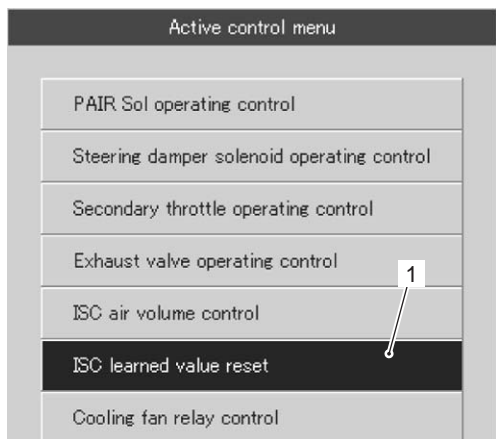 Active control menu
PAIR Sol operating control
Steering damper solenoid operating control
Secondary throttle operating control
Exhaust valve operating control
1
ISC air volume control
ISC learned value reset
Cooling fan relay control